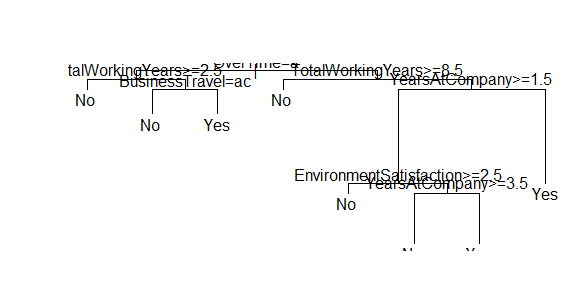 OverTime=a
talWorkingYears>=2.5
TotalWorkingYears>=8.5
BusinessTravel=ac
YearsAtCompany>=1.5
No
No
No
Yes
EnvironmentSatisfaction>=2.5
YearsAtCompany>=3.5
Yes
No